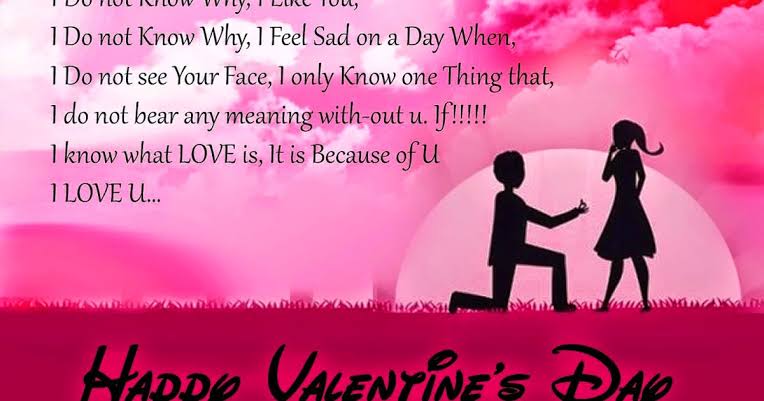 I Do not Know Why, I Like You,
I Do not Know Why, I Feel Sad on a Day When,
I Do not see Your Face, I only Know one Thing that,
I do not bear any meaning with-out u. If!!!!!
I know what LOVE is, It is Because of U
I LOVE U...
Happy Valentine's Day